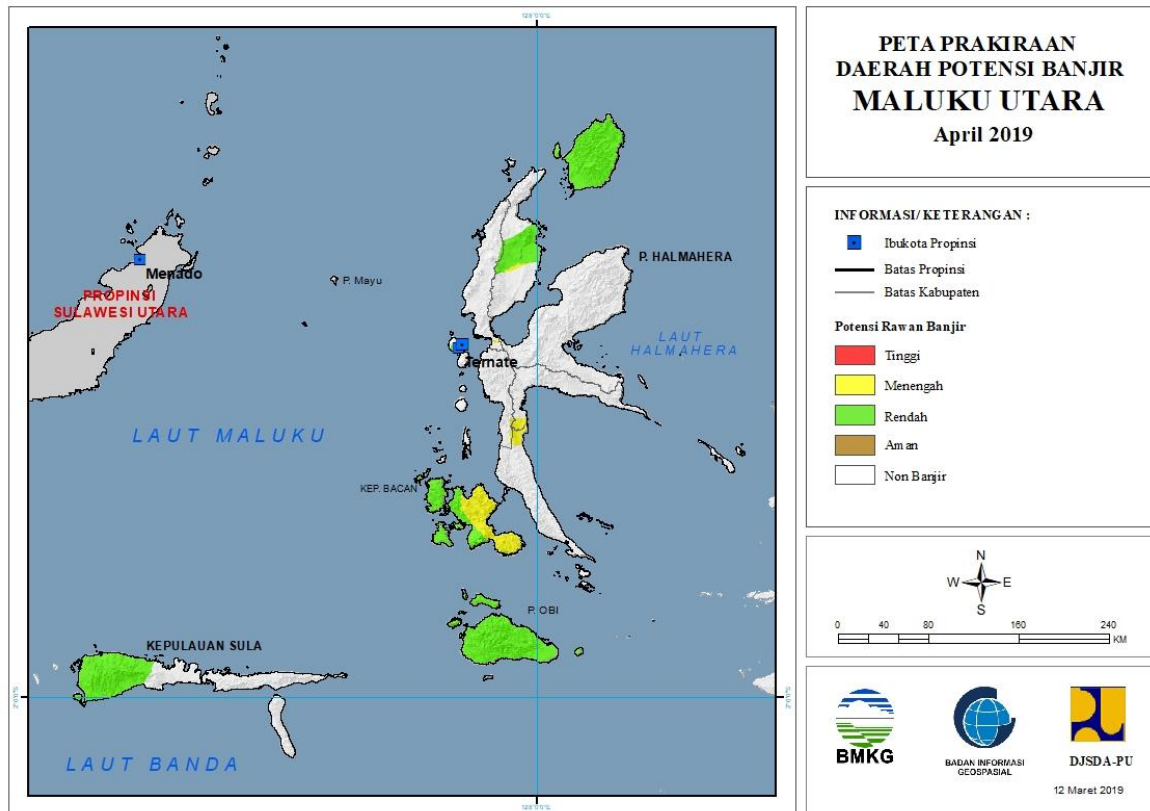 PETA PRAKIRAAN
DAERAH POTENSI BANJIR
MALUKU UTARA
April 2019
INFORMASI/ KETERANGAN :
Ibukota Propinsi
Batas Propinsi
Batas Kabupaten
Potensi Rawan Banjir
Tinggi
Menengah
Rendah
Aman
Non Banjir
N
W
E
S
0 40 80 160 240
KM
BMKG
BADAN INFORMASI
GEOSPASIAL
DJSDA-PU
12 Maret 2019
P. HALMAHERA
Menado
P. Mayu
PROPINSI
SULAWESI UTARA
LAUT
HALMAHERA
Ternate
LAUT MALUKU
KEP. BACAN
P. OBI
KEPULAUAN SULA
LAUT BANDA